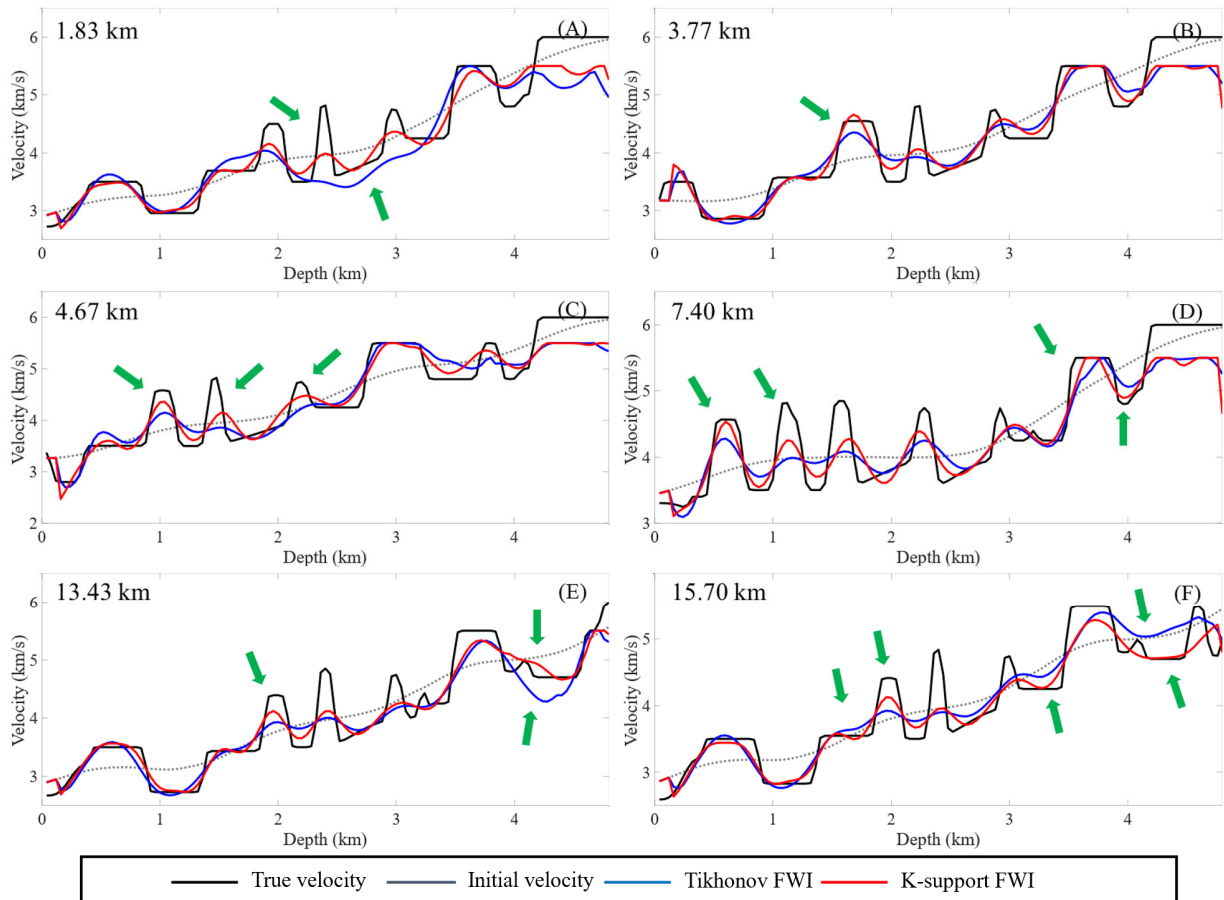 1.83 km (A)
Velocity (km/s)
6
5
4
3
0 1 2 3 4
Depth (km)
3.77 km (B)
Velocity (km/s)
6
5
4
3
0 1 2 3 4
Depth (km)
4.67 km (C)
Velocity (km/s)
6
5
4
3
2
0 1 2 3 4
Depth (km)
7.40 km (D)
Velocity (km/s)
6
5
4
3
0 1 2 3 4
Depth (km)
13.43 km (E)
Velocity (km/s)
6
5
4
3
0 1 2 3 4
Depth (km)
15.70 km (F)
Velocity (km/s)
6
5
4
3
0 1 2 3 4
Depth (km)
True velocity Initial velocity Tikhonov FWI K-support FWI